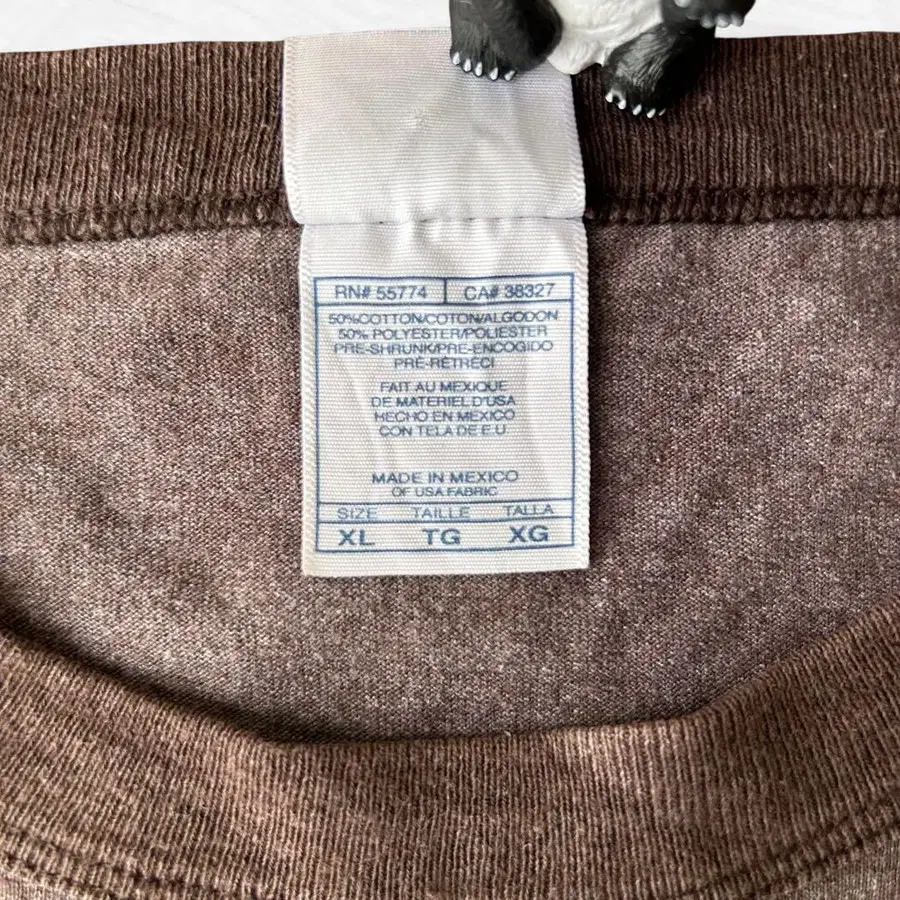 RN# 55774 CA# 38327
50%COTTON/COTON/ALGODON
50% POLYESTER/POLIESTER
PRE-SHRUNK/PRE-ENCOGIDO
PRÉ-RÉTRÉCI
FAIT AU MEXIQUE
DE MATERIEL D'USA
HECHO EN MEXICO
CON TELA DE E.U.
MADE IN MEXICO
OF USA FABRIC
SIZE TAILLE TALLA
XL TG XG